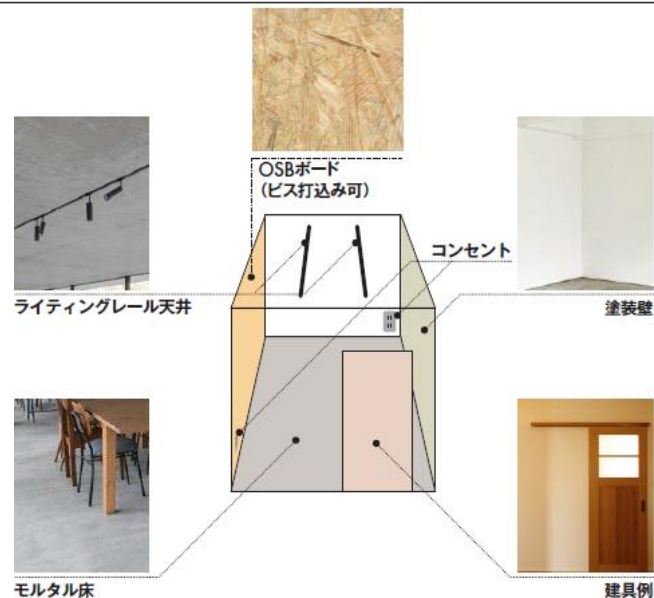 OSBボード
（ビス打込み可）
コンセント
ライティングレール天井
塗装壁
モルタル床
建具例